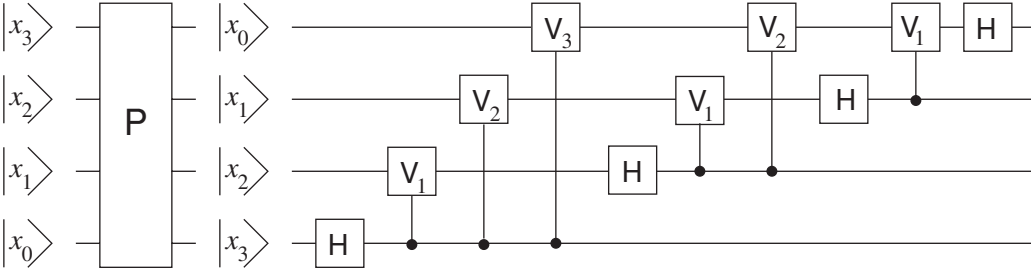 |x₃⟩ |x₀⟩ V₃ V₂ V₁ H
|x₂⟩ P |x₁⟩ V₂ V₁ H
|x₁⟩ |x₂⟩ V₁ H
|x₀⟩ |x₃⟩ H